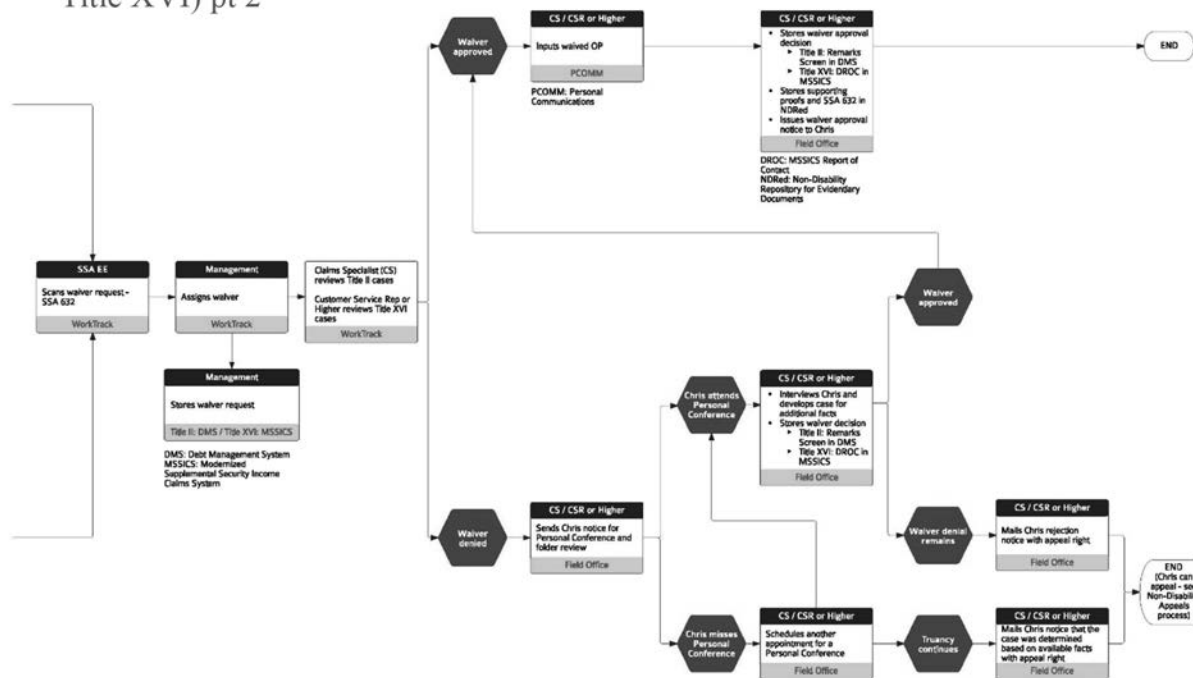 Title XVI) pt 2
Waiver
approved
CS / CSR or Higher
Inputs waived OP
PCOMM
PCOMM: Personal
Communications
CS / CSR or Higher
• Stores waiver approval
decision
➤ Title II: Remarks
Screen in DMS
➤ Title XVI: DROC in
MSSICS
• Stores supporting
proofs and SSA 632 in
NDRed
• Issues waiver approval
notice to Chris
Field Office
DROC: MSSICS Report of
Contact
NDRed: Non-Disability
Repository for Evidentiary
Documents
END
SSA EE
Scans waiver request -
SSA 632
WorkTrack
Management
Assigns waiver
WorkTrack
Claims Specialist (CS)
reviews Title II cases
Customer Service Rep or
Higher reviews Title XVI
cases
WorkTrack
Management
Stores waiver request
Title II: DMS / Title XVI: MSSICS
DMS: Debt Management System
MSSICS: Modernized
Supplemental Security Income
Claims System
Waiver
denied
CS / CSR or Higher
Sends Chris notice for
Personal Conference and
folder review
Field Office
Chris attends
Personal
Conference
CS / CSR or Higher
• Interviews Chris and
develops case for
additional facts
• Stores waiver decision
➤ Title II: Remarks
Screen in DMS
➤ Title XVI: DROC in
MSSICS
Field Office
Waiver
approved
Waiver denial
remains
CS / CSR or Higher
Mails Chris rejection
notice with appeal right
Field Office
Chris misses
Personal
Conference
CS / CSR or Higher
Schedules another
appointment for a
Personal Conference
Field Office
Truancy
continues
CS / CSR or Higher
Mails Chris notice that the
case was determined
based on available facts
with appeal right
Field Office
END
(Chris can
appeal - see
Non-Disabili
Appeals
process)